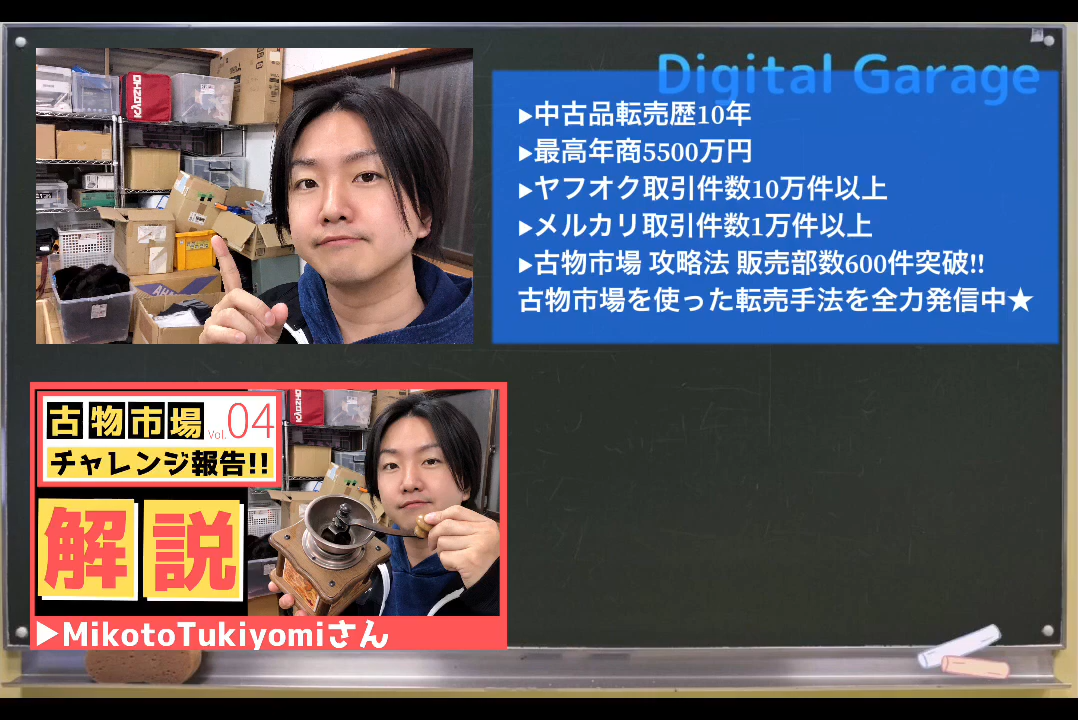 Digital Garage
▶中古品転売歴10年
▶最高年商5500万円
▶ヤフオク取引件数10万件以上
▶メルカリ取引件数1万件以上
▶古物市場 攻略法 販売部数600件突破!!
古物市場を使った転売手法を全力発信中★
KAOZHO
古物市場 Vol.04
チャレンジ報告!!
解説
▶MikotoTukiyomiさん